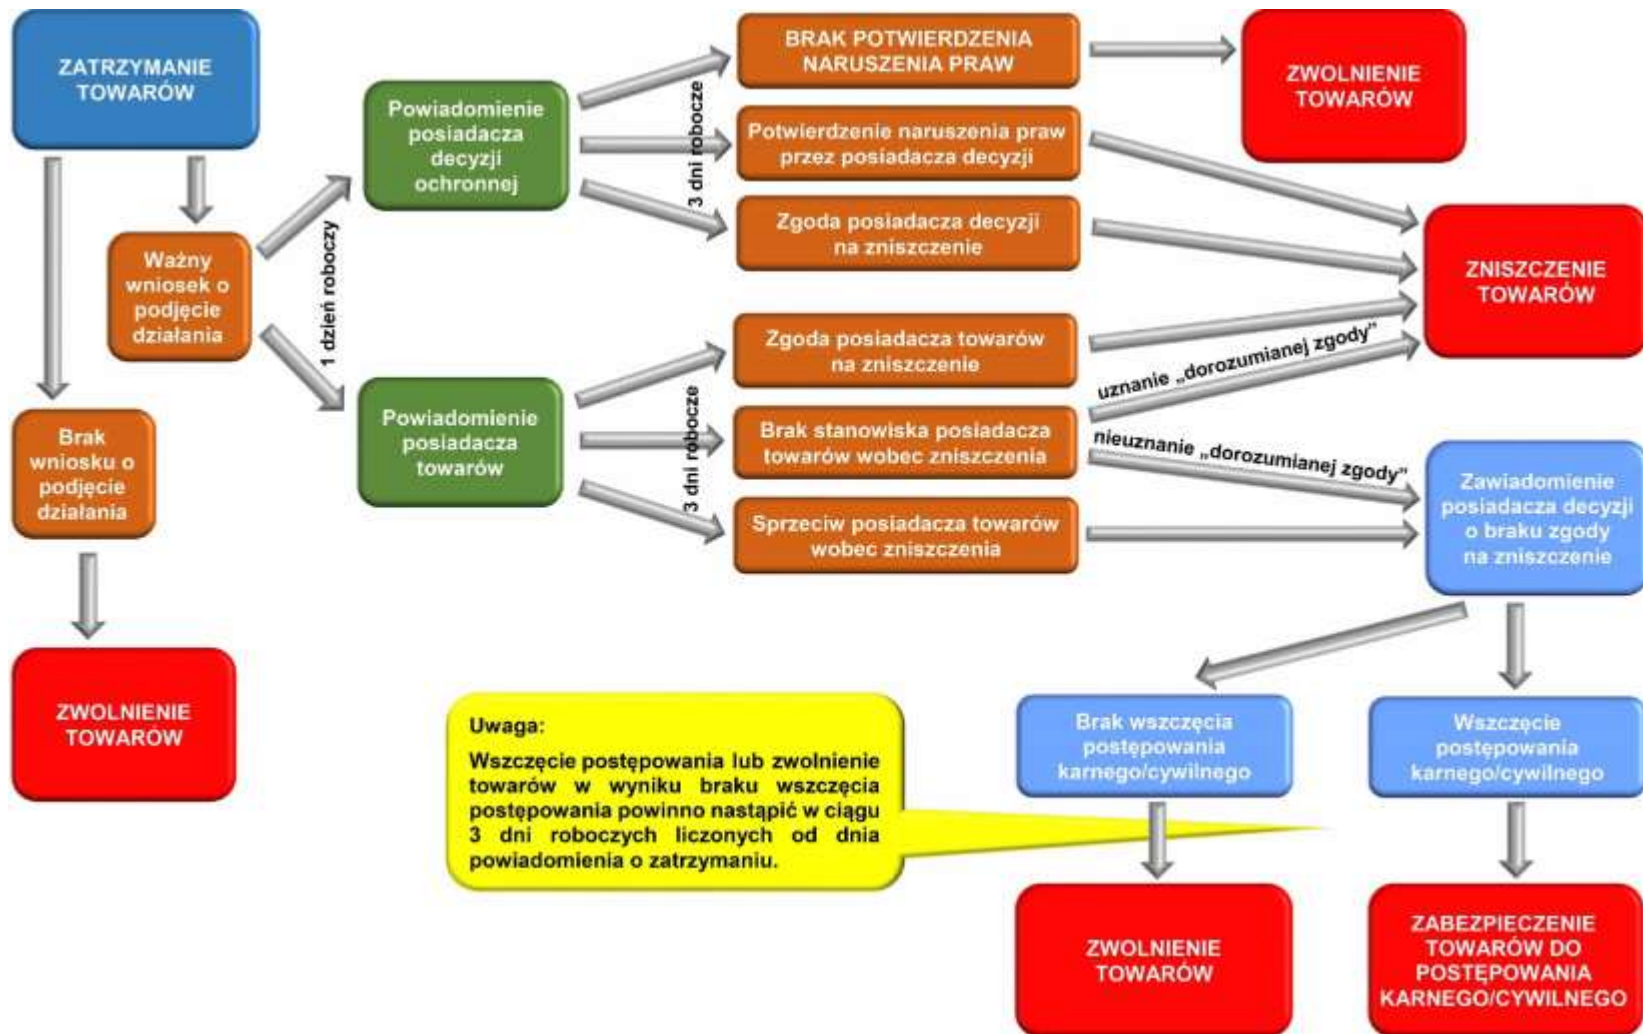 ZATRZYMANIE
TOWARÓW
Ważny
wniosek o
podjęcie
działania
Brak
wniosku o
podjęcie
działania
ZWOLNIENIE
TOWARÓW
1 dzień roboczy
Powiadomienie
posiadacza
decyzji
ochronnej
Powiadomienie
posiadacza
towarów
3 dni robocze
3 dni robocze
BRAK POTWIERDZENIA
NARUSZENIA PRAW
Potwierdzenie naruszenia praw
przez posiadacza decyzji
Zgoda posiadacza decyzji
na zniszczenie
Zgoda posiadacza towarów
na zniszczenie
Brak stanowiska posiadacza
towarów wobec zniszczenia
Sprzeciw posiadacza towarów
wobec zniszczenia
ZWOLNIENIE
TOWARÓW
ZNISZCZENIE
TOWARÓW
uznanie „dorozumianej zgody”
nieuznanie „dorozumianej zgody”
Zawiadomienie
posiadacza decyzji
o braku zgody
na zniszczenie
Uwaga:
Wszczęcie postępowania lub zwolnienie
towarów w wyniku braku wszczęcia
postępowania powinno nastąpić w ciągu
3 dni roboczych liczonych od dnia
powiadomienia o zatrzymaniu.
Brak wszczęcia
postępowania
karnego/cywilnego
Wszczęcie
postępowania
karnego/cywilnego
ZWOLNIENIE
TOWARÓW
ZABEZPIECZENIE
TOWARÓW DO
POSTĘPOWANIA
KARNEGO/CYWILNEGO